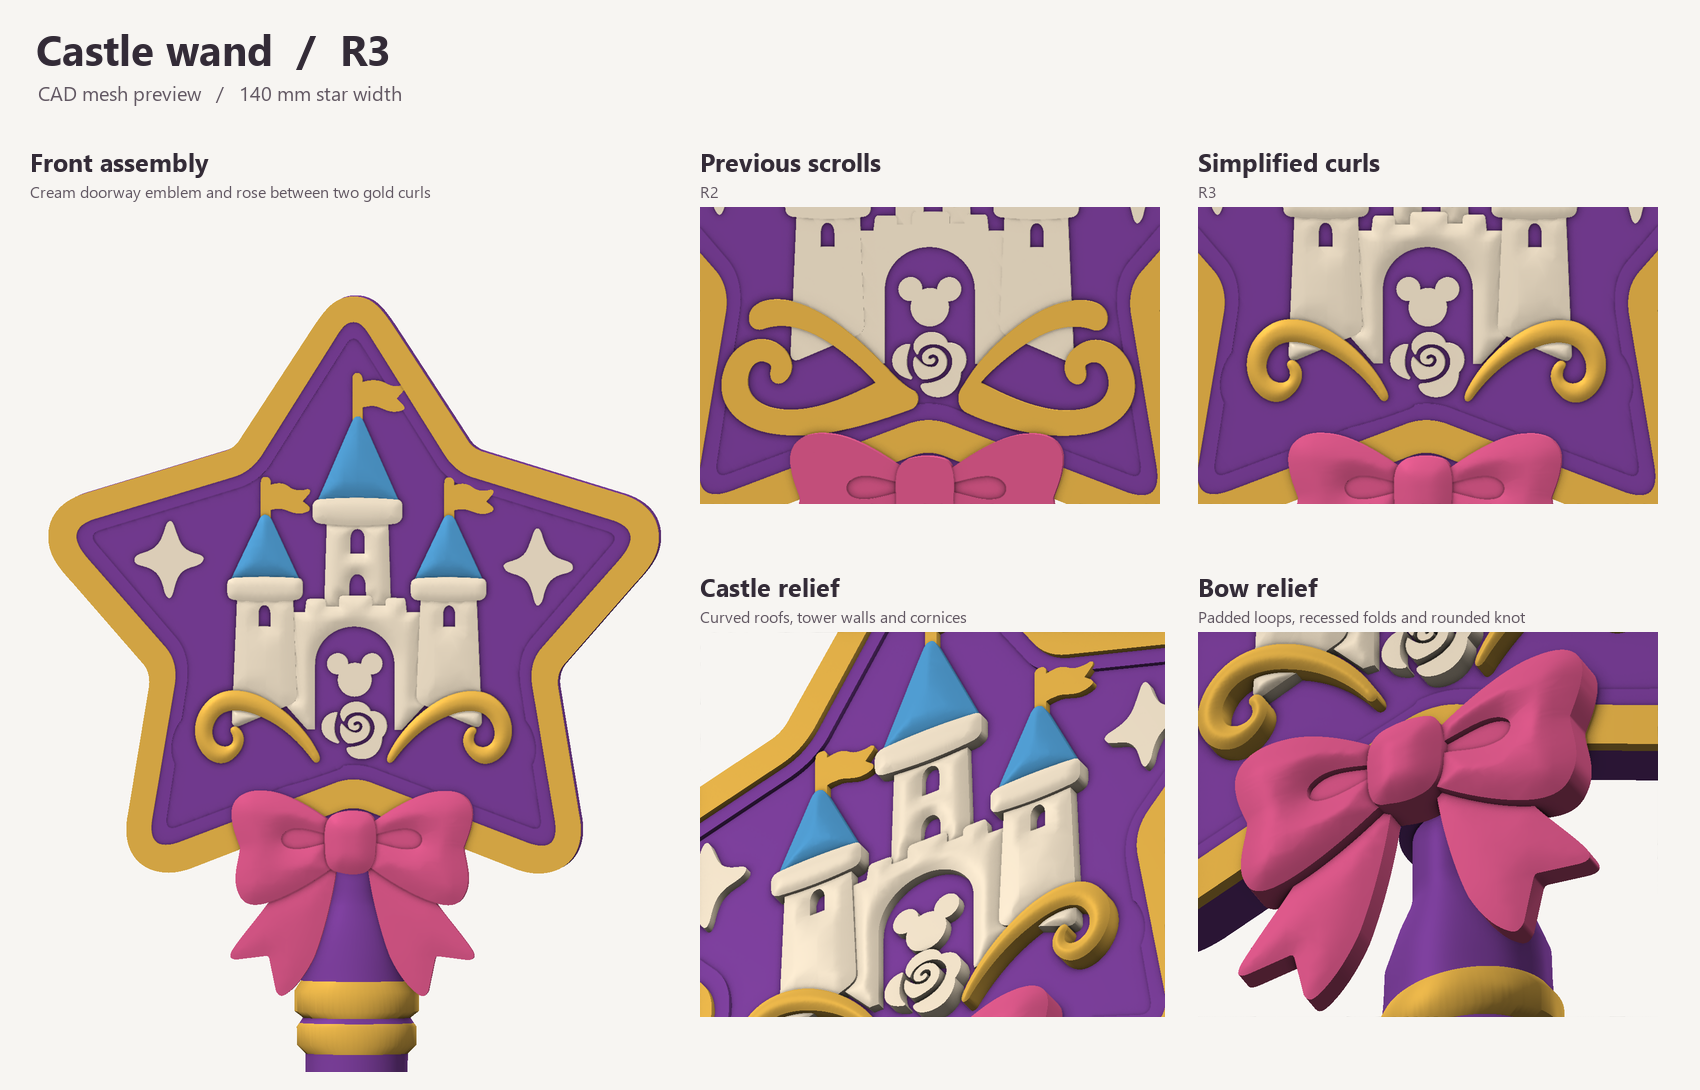 Castle wand / R3
CAD mesh preview / 140 mm star width
Front assembly
Cream doorway emblem and rose between two gold curls
Previous scrolls
R2
Simplified curls
R3
Castle relief
Curved roofs, tower walls and cornices
Bow relief
Padded loops, recessed folds and rounded knot